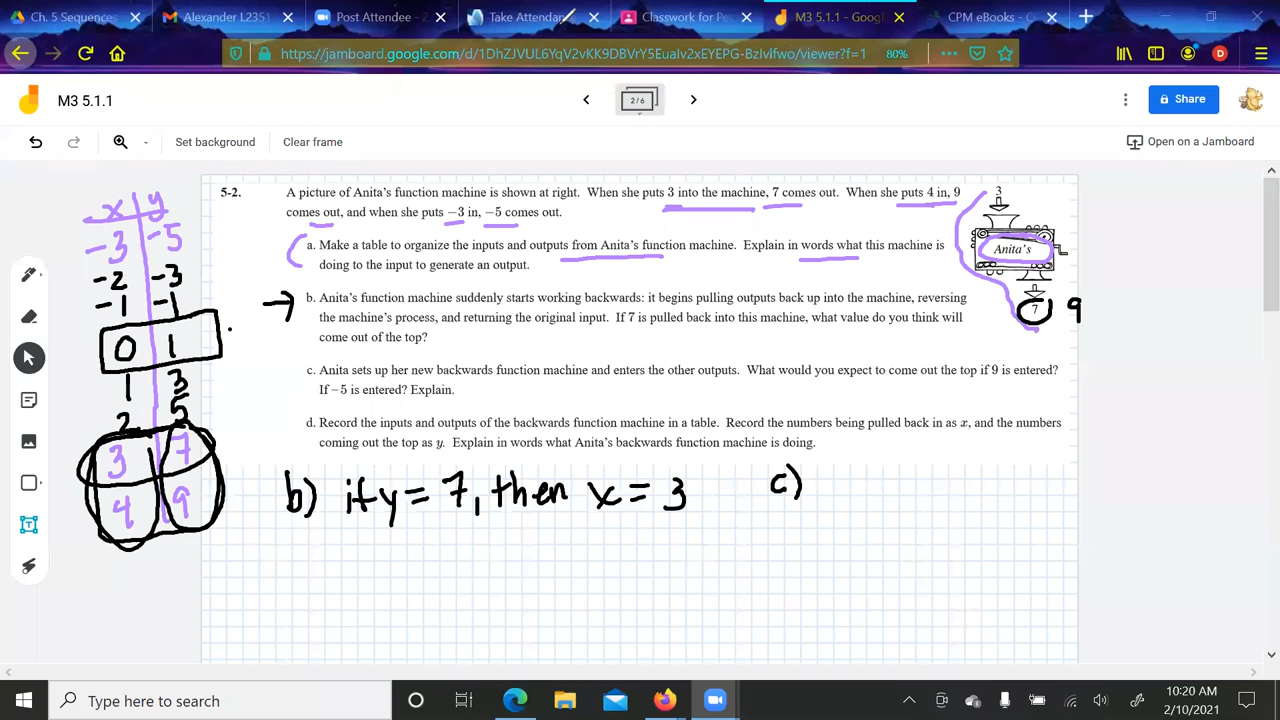 Ch. 5 Sequences
Alexander L2351
Post Attendee - Z
Take Attendan
Classwork for Pe
M3 5.1.1 - Goog
CPM eBooks - C
https://jamboard.google.com/d/1DhZJVUL6YqV2vKK9DBVrY5EuaIv2xEYEPG-BzIvIfwo/viewer?f=1
80%
D
M3 5.1.1
2 / 6
Share
Set background
Clear frame
Open on a Jamboard
5-2. A picture of Anita's function machine is shown at right. When she puts 3 into the machine, 7 comes out. When she puts 4 in, 9
comes out, and when she puts −3 in, −5 comes out.
a. Make a table to organize the inputs and outputs from Anita's function machine. Explain in words what this machine is
doing to the input to generate an output.
b. Anita's function machine suddenly starts working backwards: it begins pulling outputs back up into the machine, reversing
the machine's process, and returning the original input. If 7 is pulled back into this machine, what value do you think will
come out of the top?
c. Anita sets up her new backwards function machine and enters the other outputs. What would you expect to come out the top if 9 is entered?
If −5 is entered? Explain.
d. Record the inputs and outputs of the backwards function machine in a table. Record the numbers being pulled back in as x, and the numbers
coming out the top as y. Explain in words what Anita's backwards function machine is doing.
3
Anita's
7 9
x y
-3 -5
-2 -3
-1 -1
0 1
1 3
2 5
3 7
4 9
b) if y = 7, then x = 3
c)
Type here to search
10:20 AM
2/10/2021